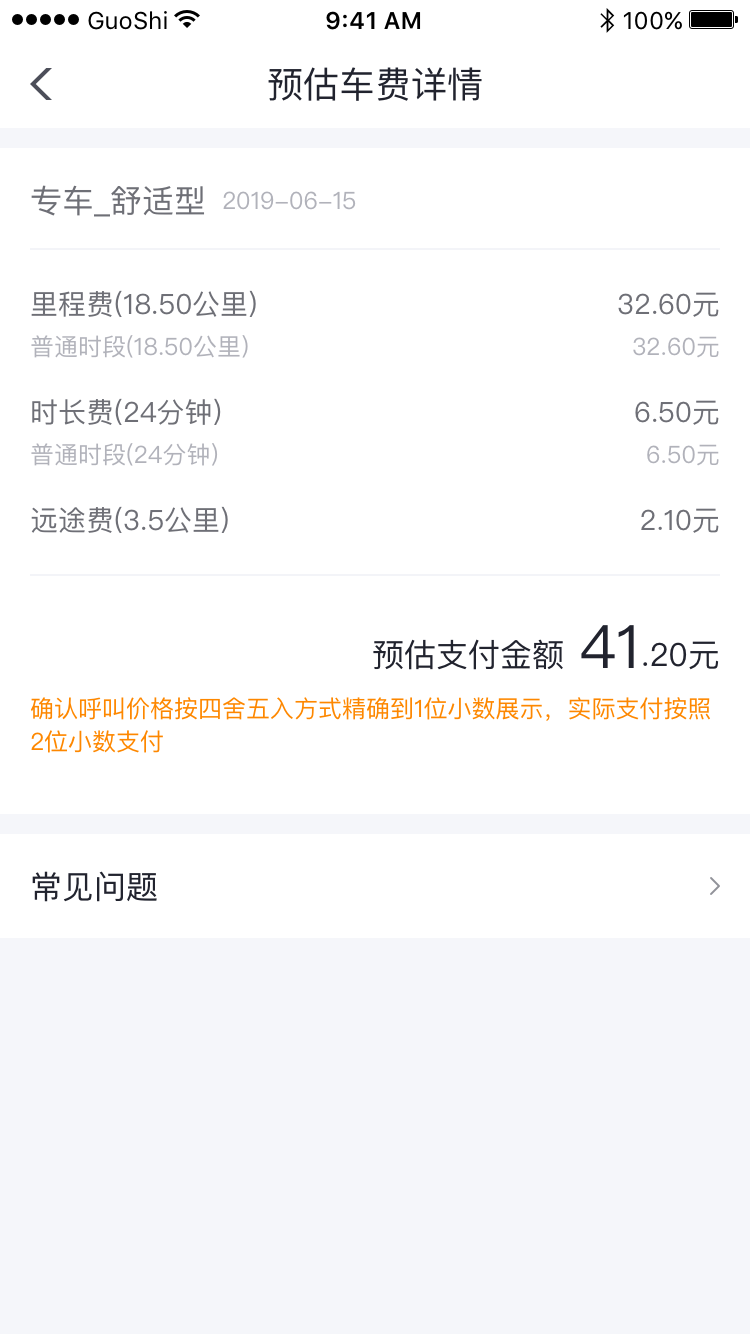 GuoShi 9:41 AM 100%
预估车费详情
专车_舒适型 2019-06-15
里程费(18.50公里) 32.60元
普通时段(18.50公里) 32.60元
时长费(24分钟) 6.50元
普通时段(24分钟) 6.50元
远途费(3.5公里) 2.10元
预估支付金额 41.20元
确认呼叫价格按四舍五入方式精确到1位小数展示，实际支付按照
2位小数支付
常见问题